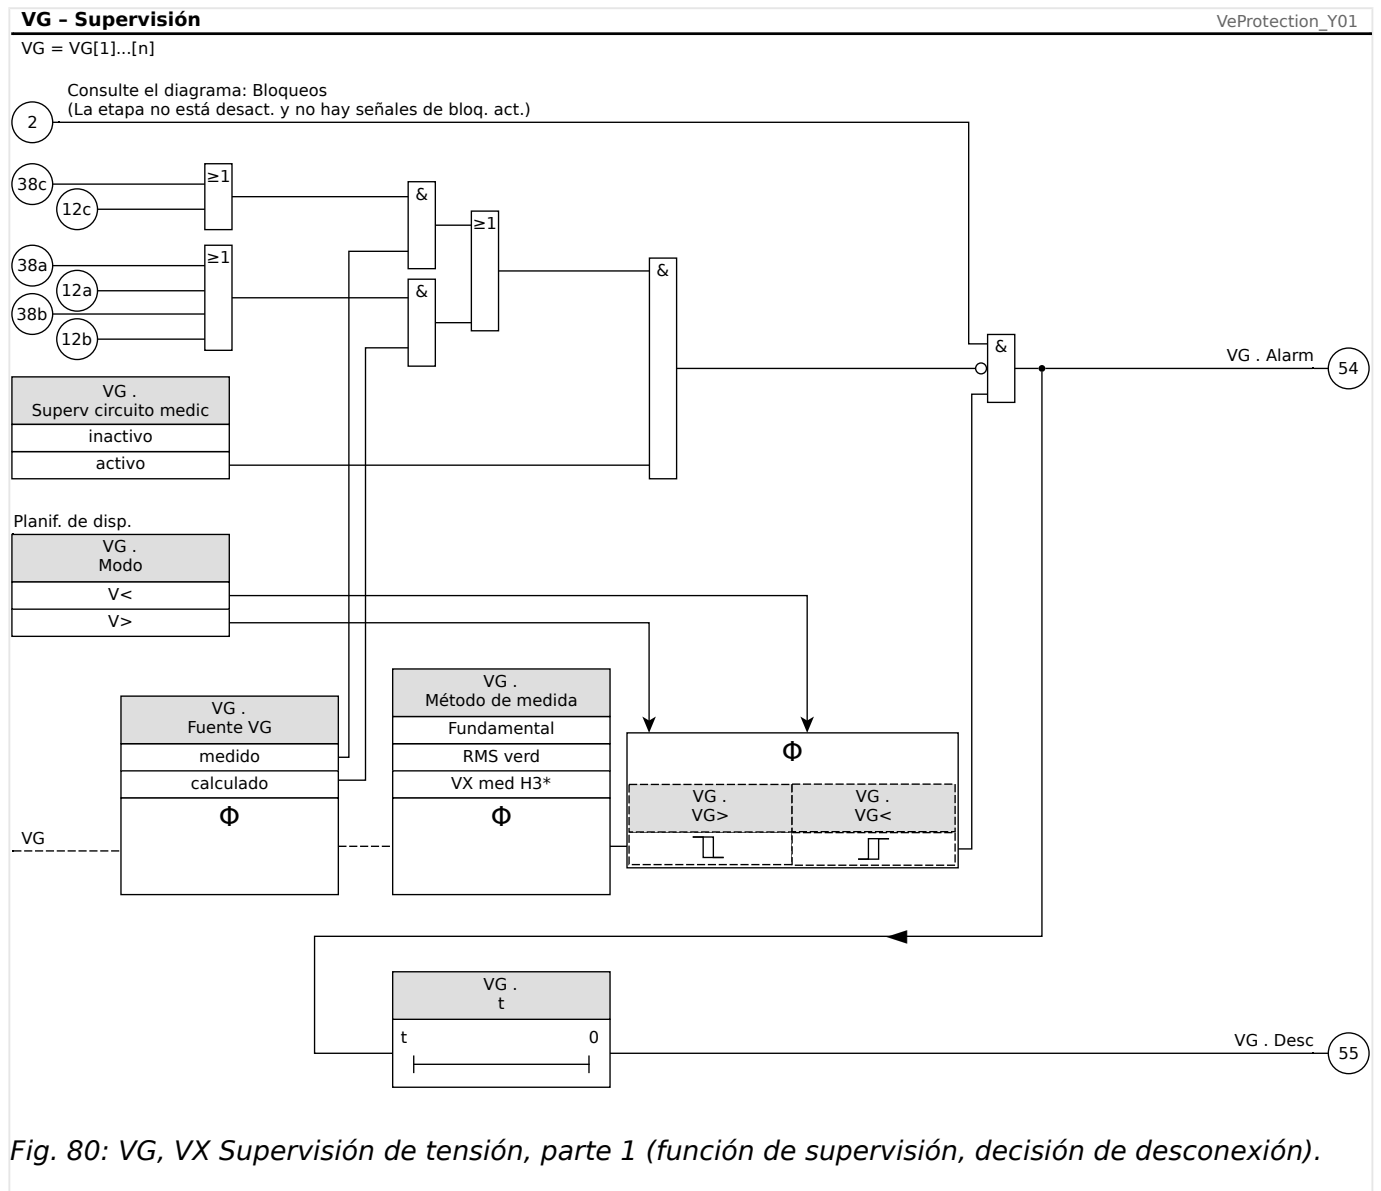 VG – Supervisión
VeProtection_Y01
VG = VG[1]...[n]
Consulte el diagrama: Bloqueos
(La etapa no está desact. y no hay señales de bloq. act.)
2
38c
12c
≥1
&
≥1
38a
12a
38b
12b
≥1
&
&
&
VG . Alarm
54
VG .
Superv circuito medic
inactivo
activo
Planif. de disp.
VG .
Modo
V<
V>
VG .
Fuente VG
medido
calculado
Φ
VG
VG .
Método de medida
Fundamental
RMS verd
VX med H3*
Φ
Φ
VG .
VG>
VG .
VG<
VG .
t
t
0
VG . Desc
55
Fig. 80: VG, VX Supervisión de tensión, parte 1 (función de supervisión, decisión de desconexión).